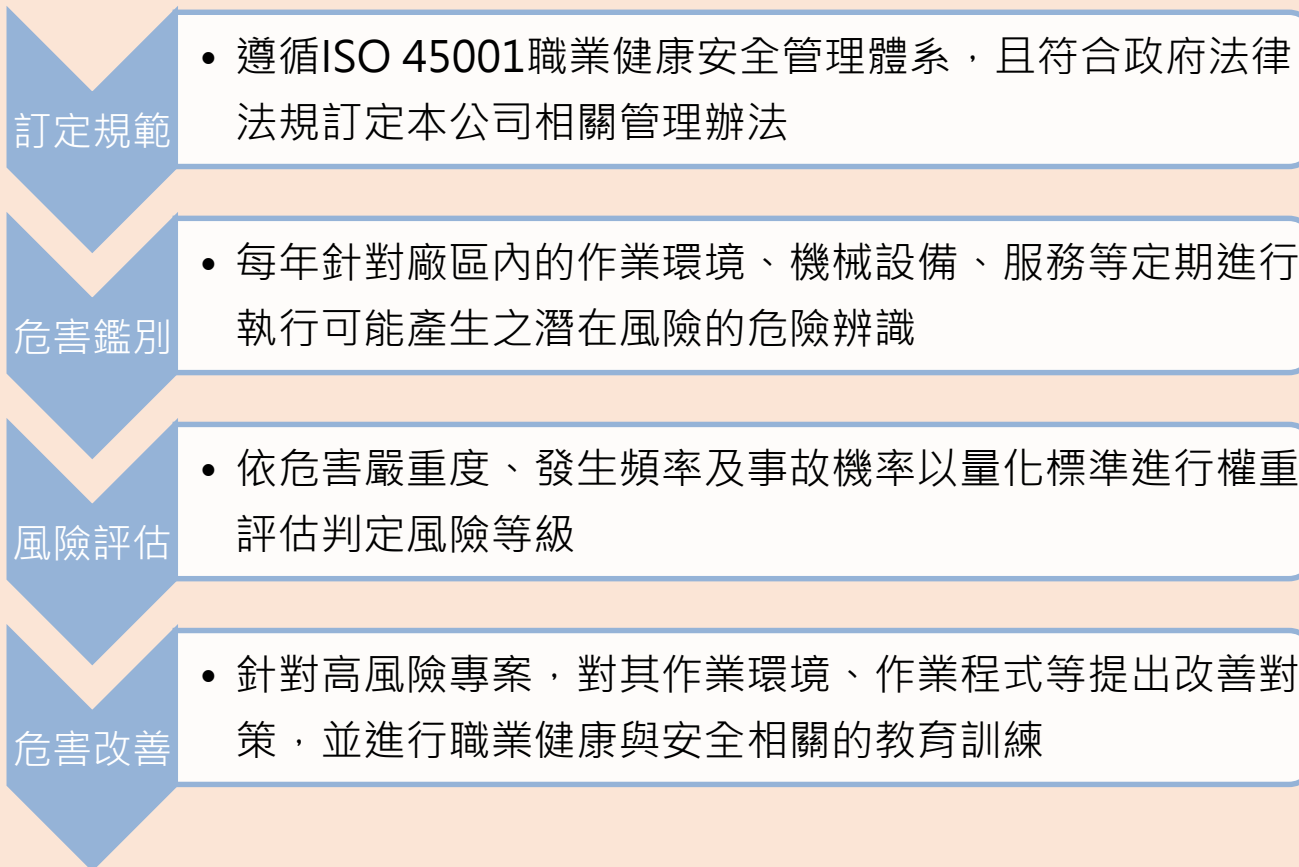 訂定規範
• 遵循ISO 45001職業健康安全管理體系，且符合政府法律
法規訂定本公司相關管理辦法
危害鑑別
• 每年針對廠區內的作業環境、機械設備、服務等定期進行
執行可能產生之潛在風險的危險辨識
風險評估
• 依危害嚴重度、發生頻率及事故機率以量化標準進行權重
評估判定風險等級
危害改善
• 針對高風險專案，對其作業環境、作業程式等提出改善對
策，並進行職業健康與安全相關的教育訓練